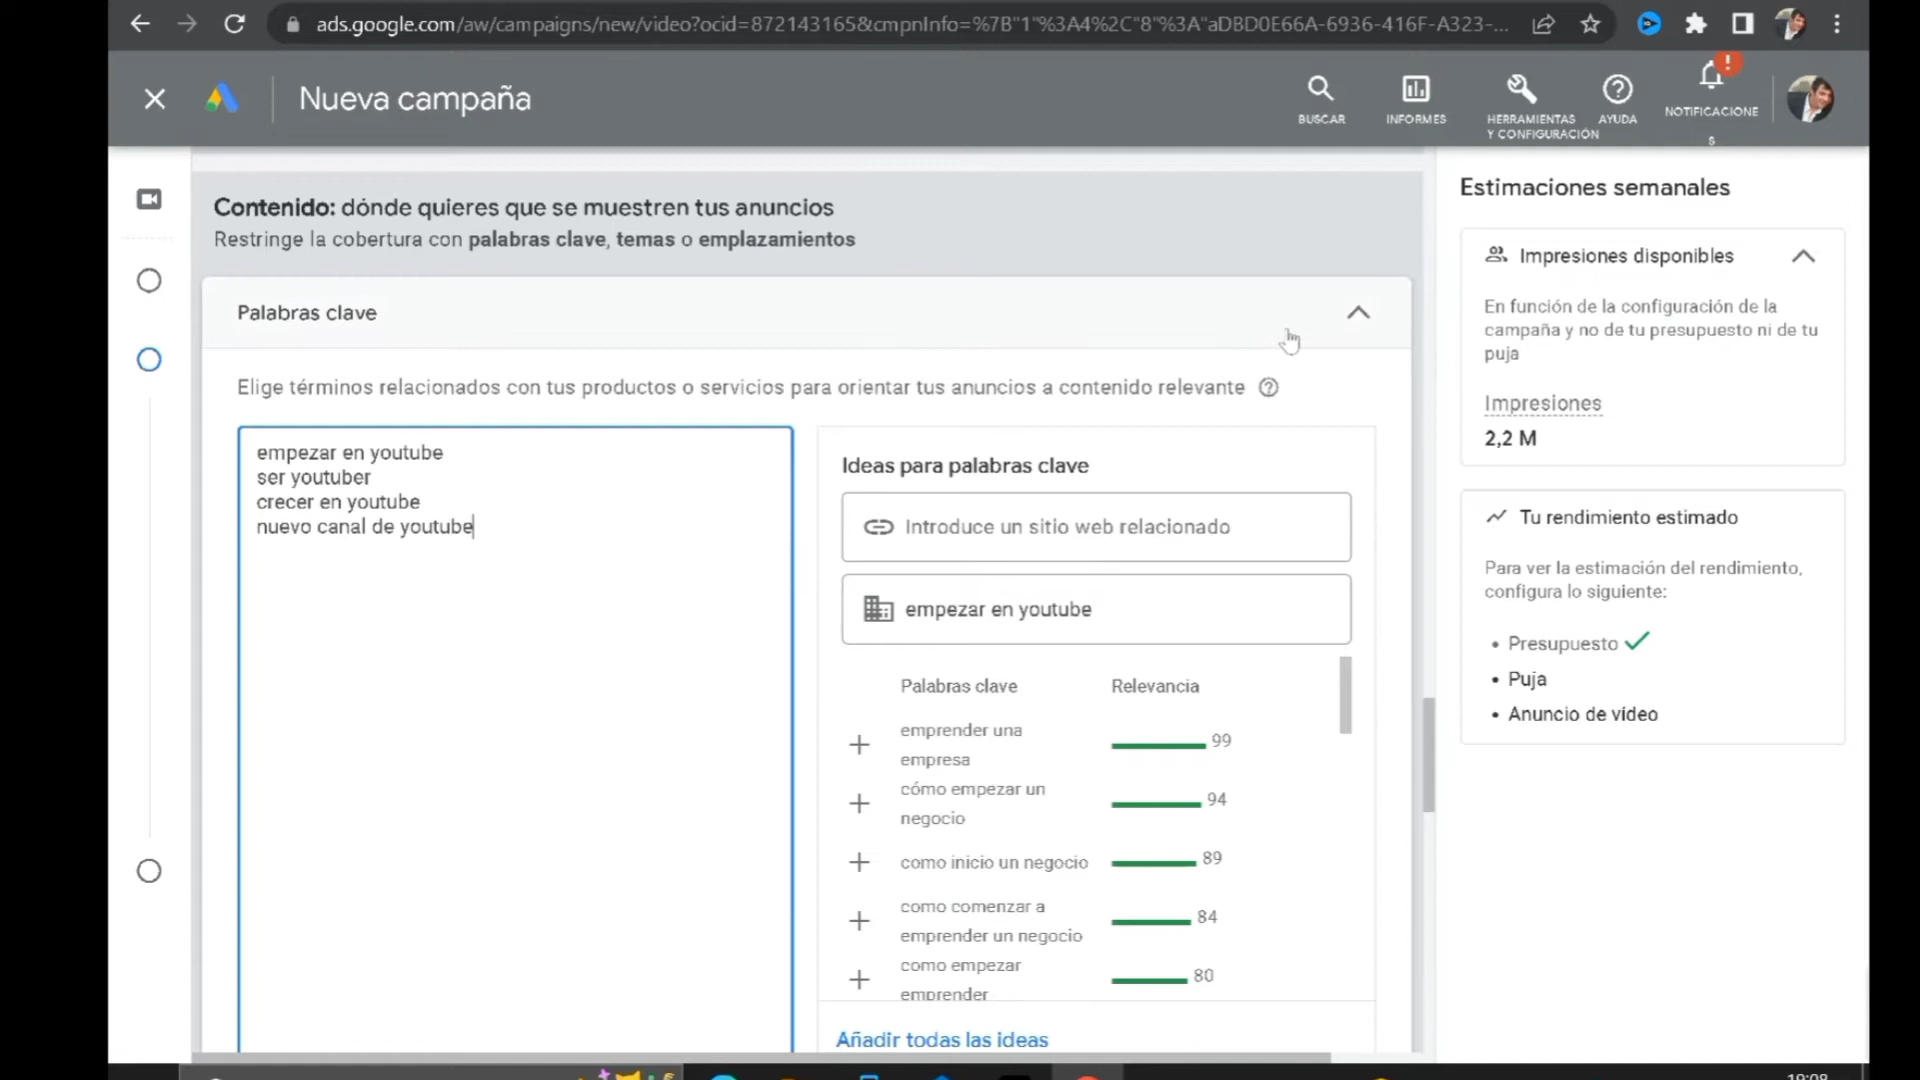 ads.google.com/aw/campaigns/new/video?ocid=872143165&cmpnInfo=%7B"1"%3A4%2C"8"%3A"aDBD0E66A-6936-416F-A323-...
Nueva campaña
BUSCAR
INFORMES
HERRAMIENTAS
Y CONFIGURACIÓN
AYUDA
!
NOTIFICACIONE
S
Contenido: dónde quieres que se muestren tus anuncios
Restringe la cobertura con palabras clave, temas o emplazamientos
Palabras clave
Elige términos relacionados con tus productos o servicios para orientar tus anuncios a contenido relevante
empezar en youtube
ser youtuber
crecer en youtube
nuevo canal de youtube
Ideas para palabras clave
Introduce un sitio web relacionado
empezar en youtube
Palabras clave Relevancia
emprender una
empresa
99
cómo empezar un
negocio
94
como inicio un negocio
89
como comenzar a
emprender un negocio
84
como empezar
emprender
80
Añadir todas las ideas
Estimaciones semanales
Impresiones disponibles
En función de la configuración de la
campaña y no de tu presupuesto ni de tu
puja
Impresiones
2,2 M
Tu rendimiento estimado
Para ver la estimación del rendimiento,
configura lo siguiente:
• Presupuesto
• Puja
• Anuncio de vídeo
19:08